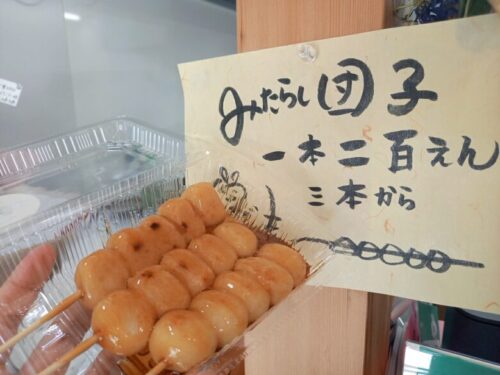 みたらし団子
一本二百えん
三本から